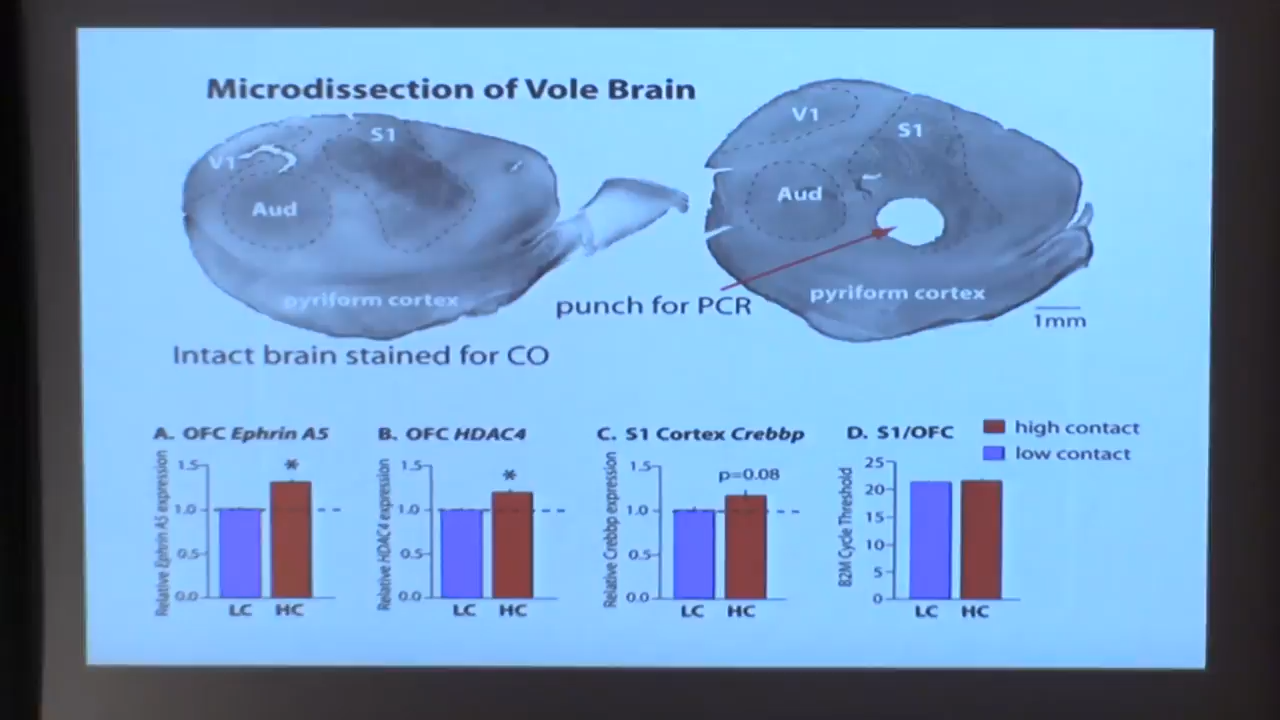 Microdissection of Vole Brain
V1
S1
Aud
pyriform cortex
V1
S1
Aud
pyriform cortex
punch for PCR
1mm
Intact brain stained for CO
high contact
low contact
A. OFC Ephrin A5
Relative Ephrin A5 expression
1.5
1.0
0.5
0.0
*
LC HC
B. OFC HDAC4
Relative HDAC4 expression
1.5
1.0
0.5
0.0
*
LC HC
C. S1 Cortex Crebbp
Relative Crebbp expression
1.5
1.0
0.5
0.0
p=0.08
LC HC
D. S1/OFC
B2M Cycle Threshold
25
20
15
10
5
0
LC HC